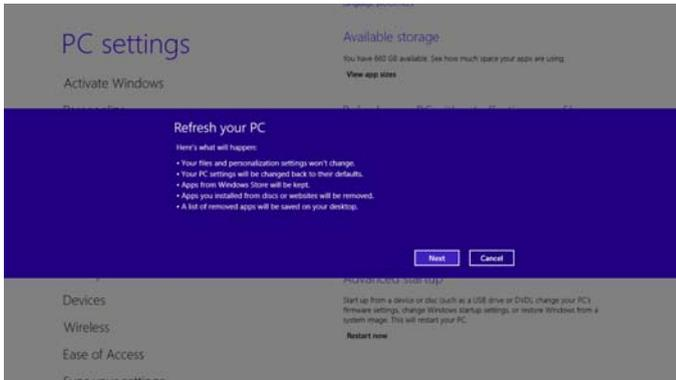 PC settings
Activate Windows
Devices
Wireless
Ease of Access
Available storage
You have 660 GB available. See how much space your apps are using.
View app sizes
Refresh your PC
Here's what will happen:
• Your files and personalization settings won't change.
• Your PC settings will be changed back to their defaults.
• Apps from Windows Store will be kept.
• Apps you installed from discs or websites will be removed.
• A list of removed apps will be saved on your desktop.
Next Cancel
Advanced startup
Start up from a device or disc (such as a USB drive or DVD), change your PC's
firmware settings, change Windows startup settings, or restore Windows from a
system image. This will restart your PC.
Restart now